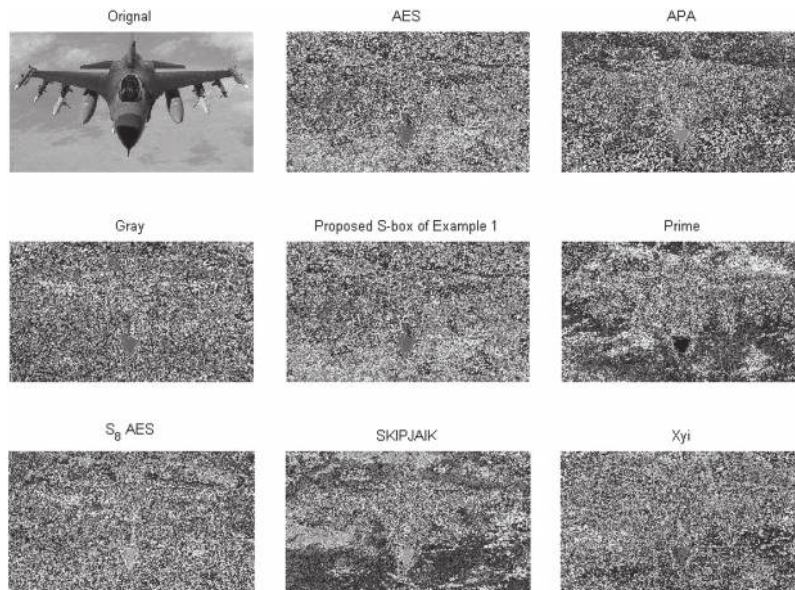 Orignal
AES
APA
Gray
Proposed S-box of Example 1
Prime
S₈ AES
SKIPJAIK
Xyi